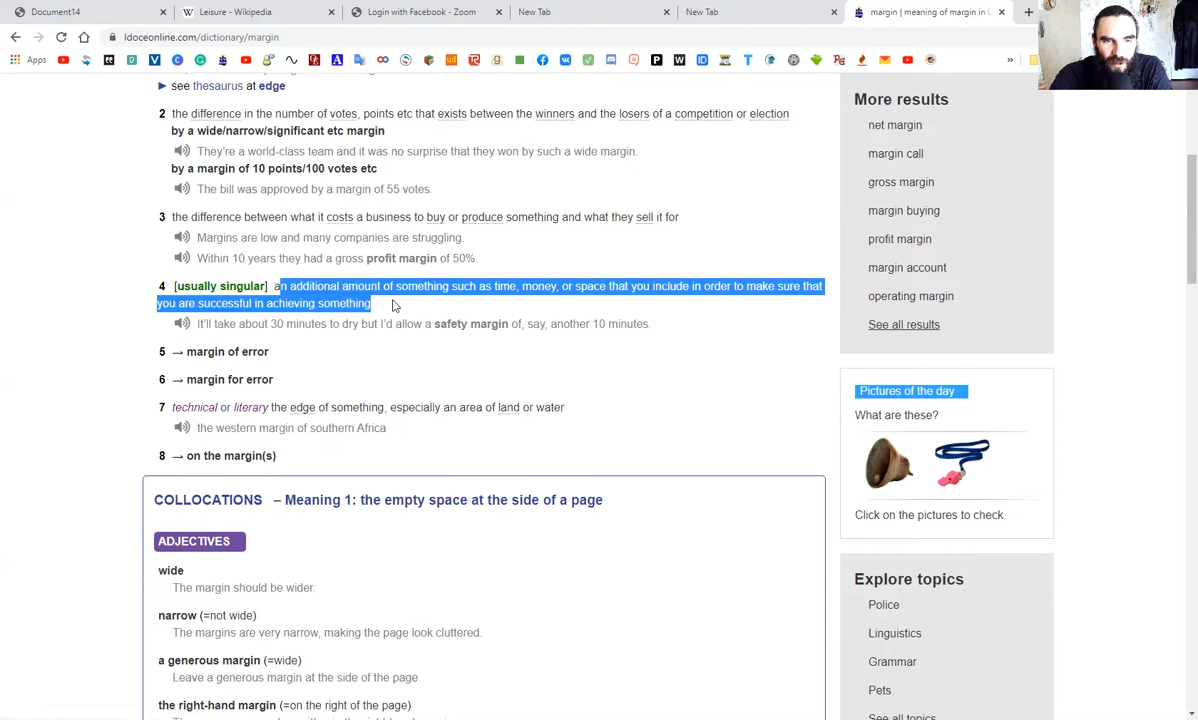 Document14
Leisure - Wikipedia
Login with Facebook - Zoom
New Tab
New Tab
margin | meaning of margin in
ldoceonline.com/dictionary/margin
Apps
see thesaurus at edge
2 the difference in the number of votes, points etc that exists between the winners and the losers of a competition or election
by a wide/narrow/significant etc margin
They're a world-class team and it was no surprise that they won by such a wide margin.
by a margin of 10 points/100 votes etc
The bill was approved by a margin of 55 votes.
3 the difference between what it costs a business to buy or produce something and what they sell it for
Margins are low and many companies are struggling.
Within 10 years they had a gross profit margin of 50%.
4 [usually singular] an additional amount of something such as time, money, or space that you include in order to make sure that
you are successful in achieving something
It'll take about 30 minutes to dry but I'd allow a safety margin of, say, another 10 minutes.
5 → margin of error
6 → margin for error
7 technical or literary the edge of something, especially an area of land or water
the western margin of southern Africa
8 → on the margin(s)
COLLOCATIONS – Meaning 1: the empty space at the side of a page
ADJECTIVES
wide
The margin should be wider.
narrow (=not wide)
The margins are very narrow, making the page look cluttered.
a generous margin (=wide)
Leave a generous margin at the side of the page.
the right-hand margin (=on the right of the page)
More results
net margin
margin call
gross margin
margin buying
profit margin
margin account
operating margin
See all results
Pictures of the day
What are these?
Click on the pictures to check.
Explore topics
Police
Linguistics
Grammar
Pets
See all topics